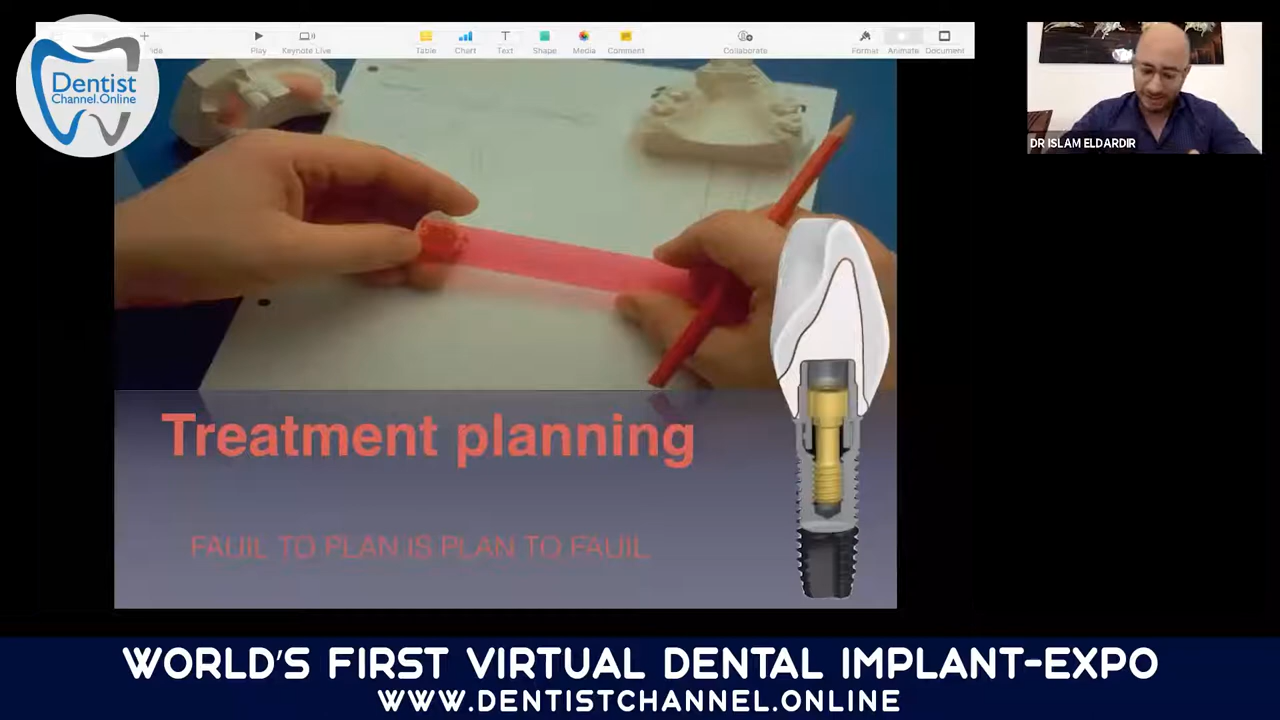 Dentist
Channel.Online
Play
Keynote Live
Table
Chart
Text
Shape
Media
Comment
Collaborate
Format
Animate
Document
DR ISLAM ELDARDIR
Treatment planning
FAUIL TO PLAN IS PLAN TO FAUIL
WORLD'S FIRST VIRTUAL DENTAL IMPLANT-EXPO
WWW.DENTISTCHANNEL.ONLINE